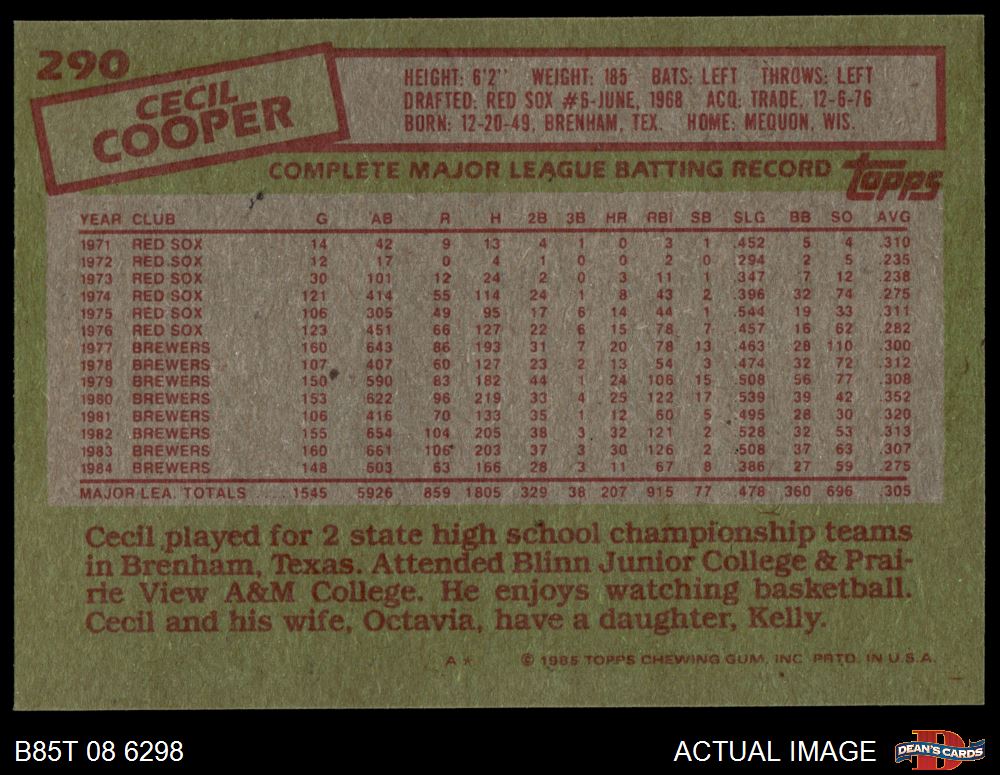 290
CECIL
COOPER
HEIGHT: 6'2" WEIGHT: 185 BATS: LEFT THROWS: LEFT
DRAFTED: RED SOX #6-JUNE, 1968 ACQ: TRADE, 12-6-76
BORN: 12-20-49, BRENHAM, TEX. HOME: MEQUON, WIS.
COMPLETE MAJOR LEAGUE BATTING RECORD topps
YEAR CLUB G AB R H 2B 3B HR RBI SB SLG BB SO AVG
1971 RED SOX 14 42 9 13 4 1 0 3 1 .452 5 4 .310
1972 RED SOX 12 17 0 4 1 0 0 2 0 .294 2 5 .235
1973 RED SOX 30 101 12 24 2 0 3 11 1 .347 7 12 .238
1974 RED SOX 121 414 55 114 24 1 8 43 2 .396 32 74 .275
1975 RED SOX 106 305 49 95 17 6 14 44 1 .544 19 33 .311
1976 RED SOX 123 451 66 127 22 6 15 78 7 .457 16 62 .282
1977 BREWERS 160 643 86 193 31 7 20 78 13 .463 28 110 .300
1978 BREWERS 107 407 60 127 23 2 13 54 3 .474 32 72 .312
1979 BREWERS 150 590 83 182 44 1 24 106 15 .508 56 77 .308
1980 BREWERS 153 622 96 219 33 4 25 122 17 .539 39 42 .352
1981 BREWERS 106 416 70 133 35 1 12 60 5 .495 28 30 .320
1982 BREWERS 155 654 104 205 38 3 32 121 2 .528 32 53 .313
1983 BREWERS 160 661 106 203 37 3 30 126 2 .508 37 63 .307
1984 BREWERS 148 603 63 166 28 3 11 67 8 .386 27 59 .275
MAJOR LEA. TOTALS ..... 1545 5926 859 1805 329 38 207 915 77 .478 360 696 .305
Cecil played for 2 state high school championship teams
in Brenham, Texas. Attended Blinn Junior College & Prai-
rie View A&M College. He enjoys watching basketball.
Cecil and his wife, Octavia, have a daughter, Kelly.
A* © 1985 TOPPS CHEWING GUM, INC. PRTD. IN U.S.A.
B85T 08 6298 ACTUAL IMAGE DEAN'S CARDS